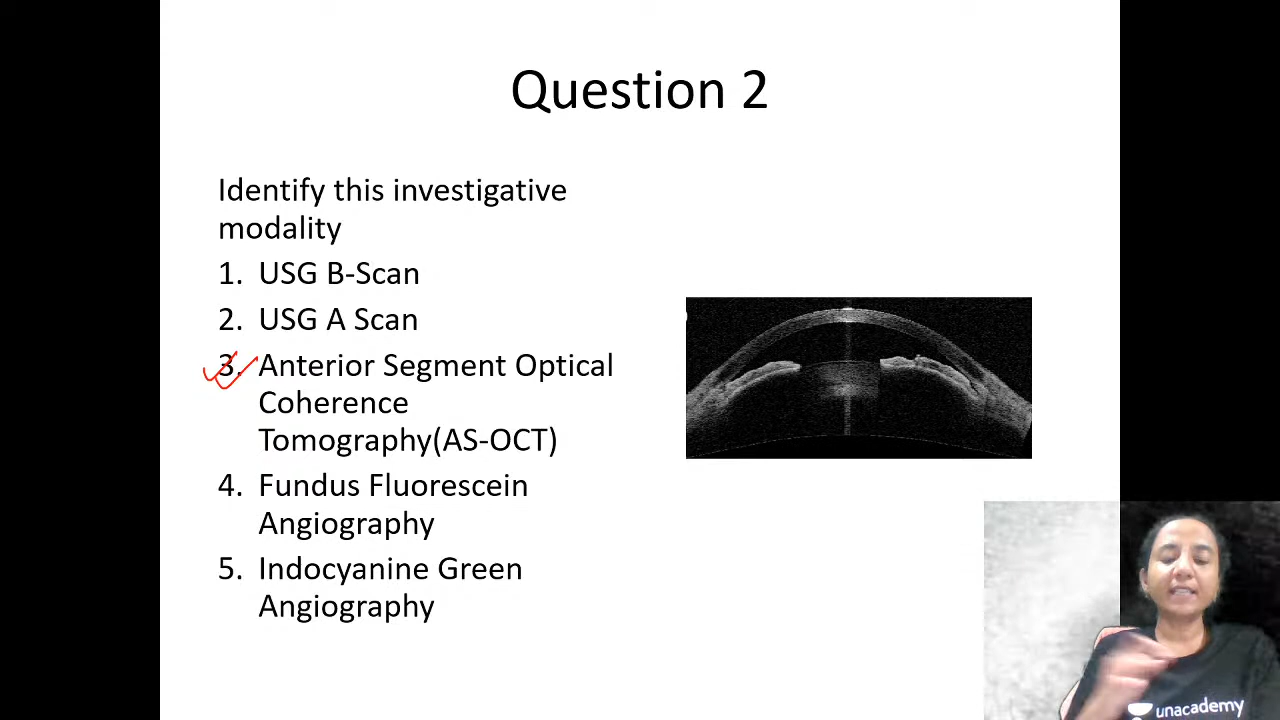 Question 2
Identify this investigative
modality
1. USG B-Scan
2. USG A Scan
3. Anterior Segment Optical
Coherence
Tomography(AS-OCT)
4. Fundus Fluorescein
Angiography
5. Indocyanine Green
Angiography
unacademy